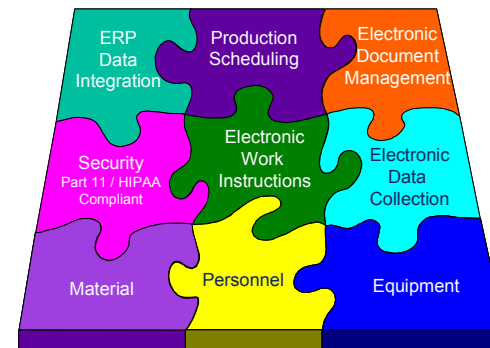 ERP
Data
Integration
Production
Scheduling
Electronic
Document
Management
Security
Part 11 / HIPAA
Compliant
Electronic
Work
Instructions
Electronic
Data
Collection
Material
Personnel
Equipment